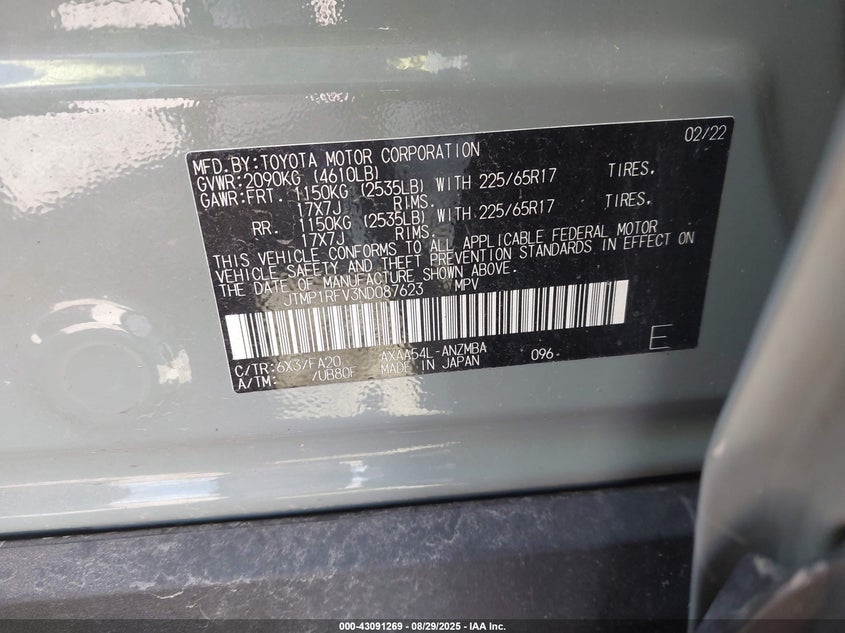 02/22
MFD.BY:TOYOTA MOTOR CORPORATION
GVWR:2090KG (4610LB)
GAWR:FRT. 1150KG (2535LB) WITH 225/65R17 TIRES,
17X7J RIMS.
RR. 1150KG (2535LB) WITH 225/65R17 TIRES,
17X7J RIMS.
THIS VEHICLE CONFORMS TO ALL APPLICABLE FEDERAL MOTOR
VEHICLE SAFETY AND THEFT PREVENTION STANDARDS IN EFFECT ON
THE DATE OF MANUFACTURE SHOWN ABOVE.
JTMP1RFV3ND087623 MPV
C/TR:6X3/FA20 AXAA54L-ANZMBA 096- E
A/TM: /UB80F MADE IN JAPAN
000-43091269 - 08/29/2025 - IAA Inc.